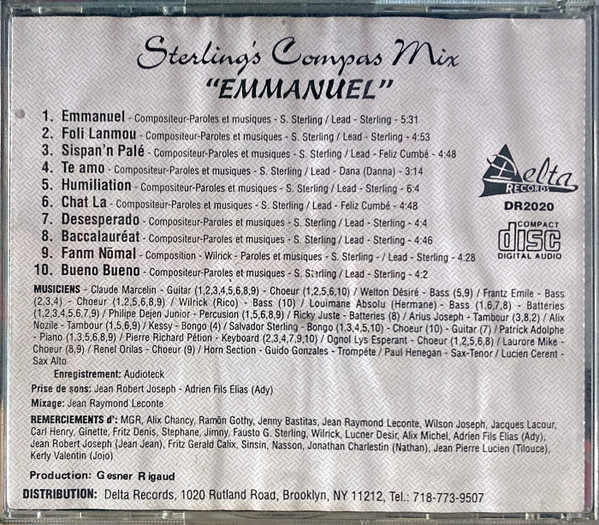 Sterling's Compas Mix
"EMMANUEL"
1. Emmanuel - Compositeur-Paroles et musiques - S. Sterling / Lead - Sterling - 5:31
2. Foli Lanmou - Compositeur-Paroles et musiques - S. Sterling / Lead - Sterling - 4:53
3. Sispan'n Palé - Compositeur-Paroles et musiques - S. Sterling / Lead - Feliz Cumbé - 4:48
4. Te amo - Compositeur-Paroles et musiques - S. Sterling / Lead - Dana (Danna) - 3:14
5. Humiliation - Compositeur-Paroles et musiques - S. Sterling / Lead - Sterling - 6:4
6. Chat La - Compositeur-Paroles et musiques - S. Sterling / Lead - Feliz Cumbé - 4:48
7. Desesperado - Compositeur-Paroles et musiques - S. Sterling / Lead - Sterling - 4:4
8. Baccalauréat - Compositeur-Paroles et musiques - S. Sterling / Lead - Sterling - 4:46
9. Fanm Nōmal - Composition - Wilrick - Paroles et musiques - S. Sterling - / Lead - Sterling - 4:28
10. Bueno Bueno - Compositeur-Paroles et musiques - S. Sterling / Lead - Sterling - 4:2
Delta
RECORDS
DR2020
COMPACT
disc
DIGITAL AUDIO
MUSICIENS - Claude Marcelin - Guitar (1,2,3,4,5,6,8,9) - Choeur (1,2,5,6,10) / Welton Désiré - Bass (5,9) / Frantz Emile - Bass
(2,3,4) - Choeur (1,2,5,6,8,9) / Wilrick (Rico) - Bass (10) / Louimane Absolu (Hermane) - Bass (1,6,7,8) - Batteries
(1,2,3,4,5,6,7,9) / Philipe Dejen Junior - Percusion (1,5,6,8,9) / Ricky Juste - Batteries (8) / Arius Joseph - Tambour (3,8,2) / Alix
Nozile - Tambour (1,5,6,9) / Kessy - Bongo (4) / Salvador Sterling - Bongo (1,3,4,5,10) - Choeur (10) - Guitar (7) / Patrick Adolphe
- Piano (1,3,5,6,8,9) / Pierre Richard Pétion - Keyboard (2,3,4,7,9,10) / Ognol Lys Esperant - Choeur (1,2,5,6,8) / Laurore Mike -
Choeur (8,9) / Renel Orilas - Choeur (9) / Horn Section - Guido Gonzales - Trompéte / Paul Henegan - Sax-Tenor / Lucien Cerent -
Sax Alto
Enregistrement: Audioteck
Prise de sons: Jean Robert Joseph - Adrien Fils Elias (Ady)
Mixage: Jean Raymond Leconte
REMERCIEMENTS d': MGR, Alix Chancy, Ramōn Gothy, Jenny Bastitas, Jean Raymond Leconte, Wilson Joseph, Jacques Lacour,
Carl Henry, Ginette, Fritz Denis, Stephane, Jimny, Fausto G. Sterling, Wilrick, Lucner Desir, Alix Michel, Adrien Fils Elias (Ady),
Jean Robert Joseph (Jean Jean), Fritz Gerald Calix, Sinsin, Nasson, Jonathan Charlestin (Nathan), Jean Pierre Lucien (Tilouce),
Kerly Valentin (Jojo)
Production: Gesner Rigaud
DISTRIBUTION: Delta Records, 1020 Rutland Road, Brooklyn, NY 11212, Tel.: 718-773-9507